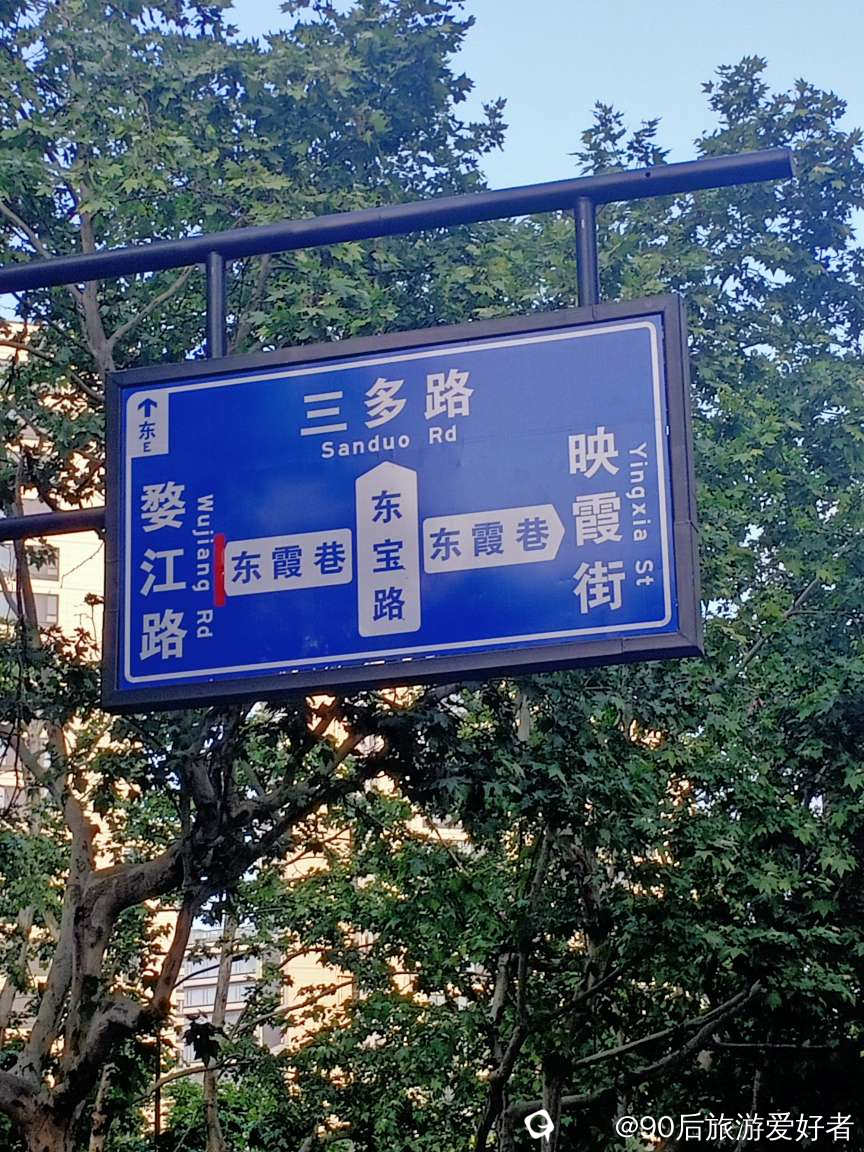 东
E
三多路
Sanduo Rd
婺江路
Wujiang Rd
东霞巷
东宝路
东霞巷
映霞街
Yingxia St
@90后旅游爱好者